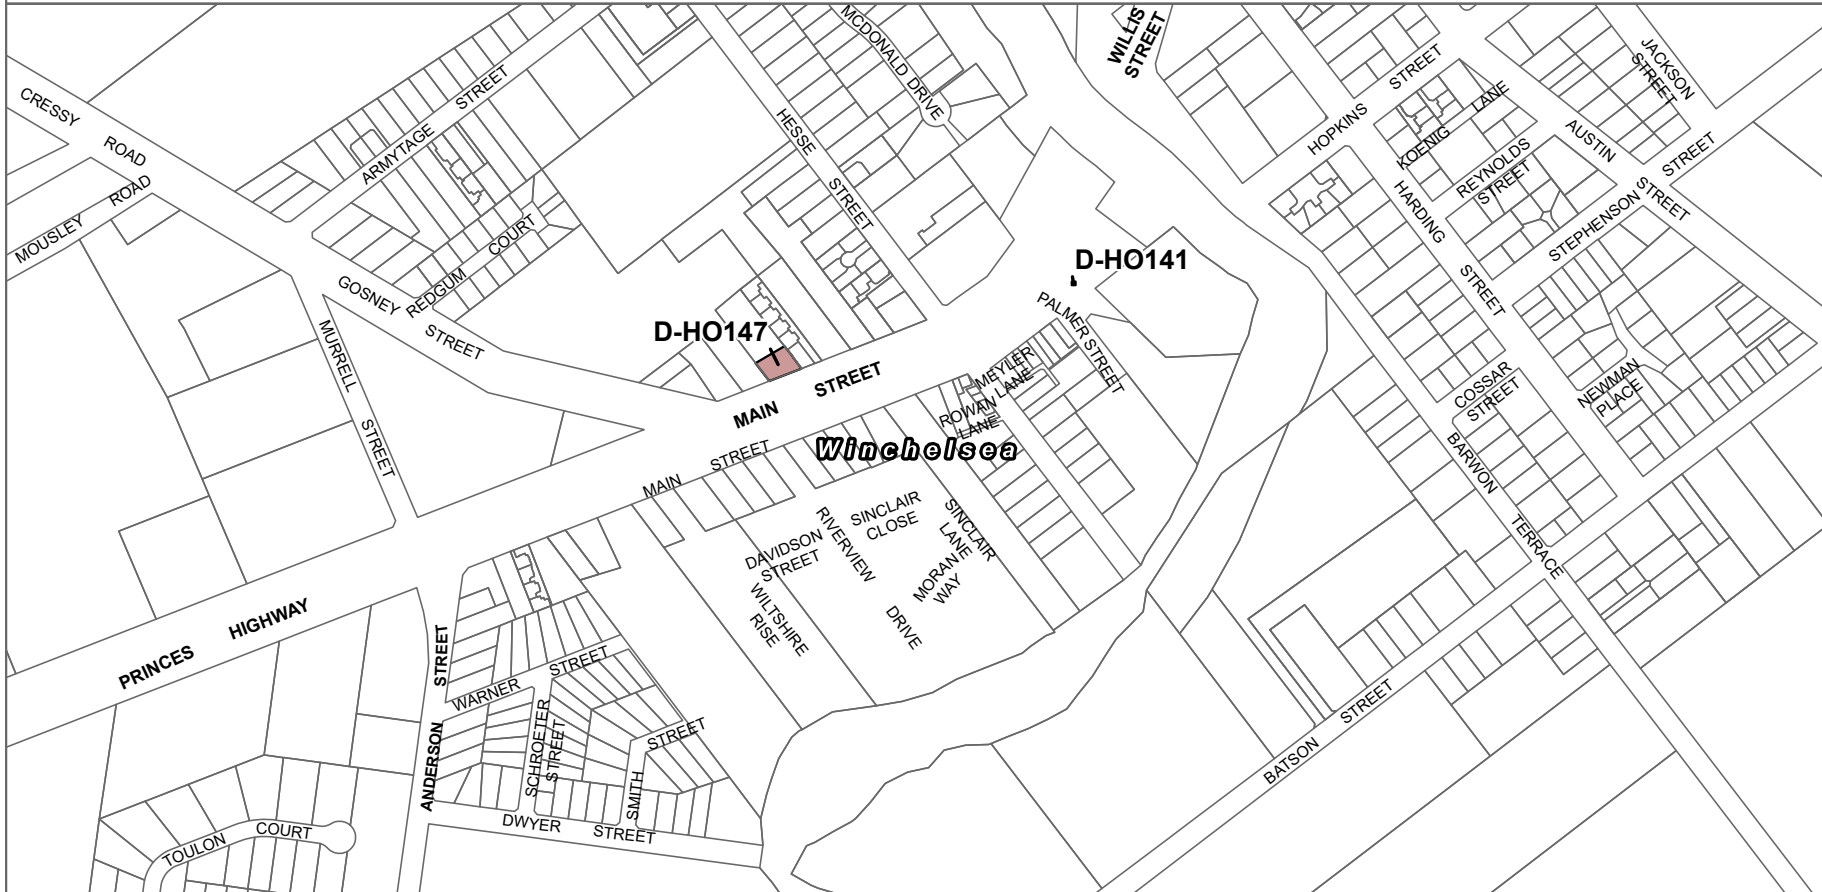 MCDONALD DRIVE
WILLIS
STREET
JACKSON
STREET
CRESSY
ROAD
ARMYTAGE
STREET
HESSE
STREET
HOPKINS
STREET
KOENIG
LANE
AUSTIN
STREET
REYNOLDS
STREET
STEPHENSON
STREET
HARDING
STREET
MOUSLEY
ROAD
REDGUM
COURT
GOSNEY
STREET
D-HO141
D-HO147
PALMER STREET
MURRELL
STREET
MAIN
STREET
MEYLER
LANE
ROWAN
LANE
COSSAR
STREET
NEWMAN
PLACE
Winchelsea
MAIN
STREET
BARWON
TERRACE
SINCLAIR
CLOSE
SINCLAIR
LANE
RIVERVIEW
DRIVE
DAVIDSON
STREET
MORAN
WAY
WILTSHIRE
RISE
PRINCES
HIGHWAY
ANDERSON
STREET
WARNER
STREET
SCHROETER
STREET
SMITH
STREET
BATSON
STREET
DWYER
STREET
TOULON
COURT